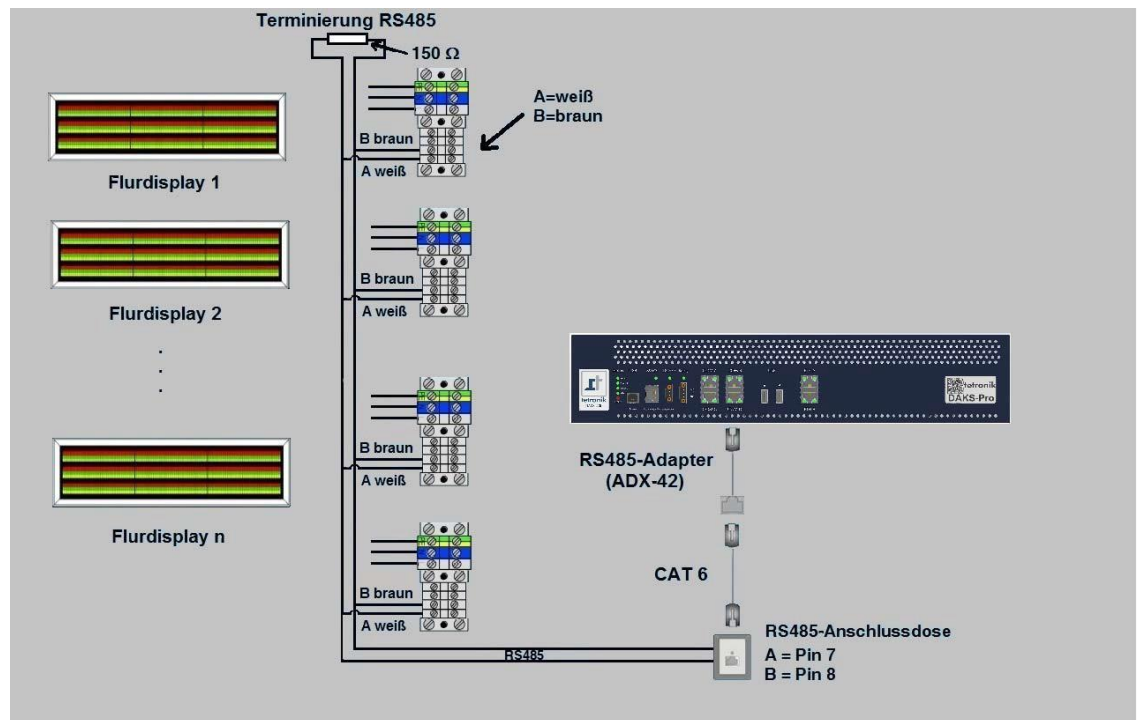 Terminierung RS485
150 Ω
A=weiß
B=braun
B braun
A weiß
Flurdisplay 1
B braun
A weiß
Flurdisplay 2
tetronik
tetronik
DAKS-Pro
B braun
A weiß
RS485-Adapter
(ADX-42)
Flurdisplay n
CAT 6
B braun
A weiß
RS485-Anschlussdose
A = Pin 7
B = Pin 8
RS485